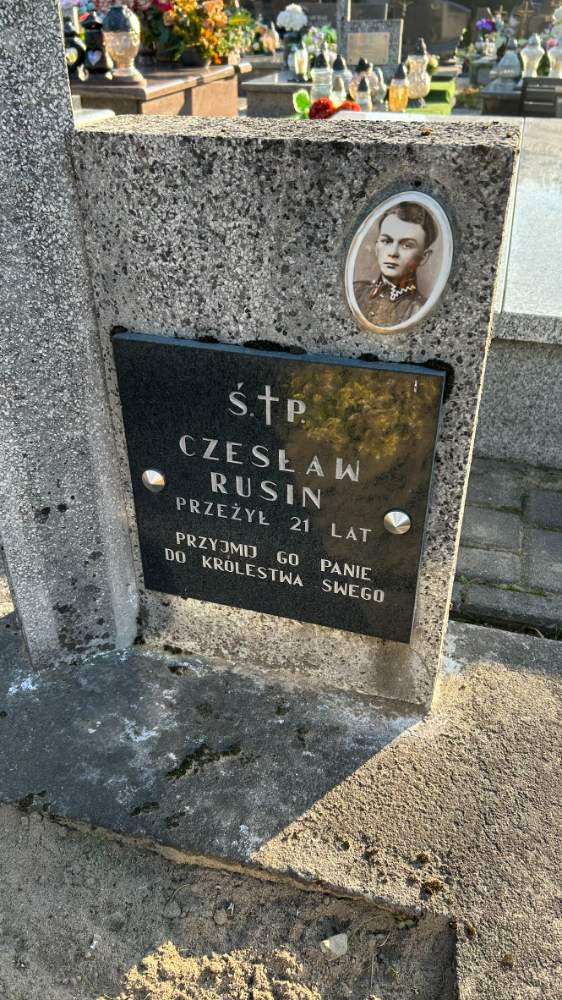 Ś.†P.
CZESŁAW
RUSIN
PRZEŻYŁ 21 LAT
PRZYJMIJ GO PANIE
DO KRÓLESTWA SWEGO